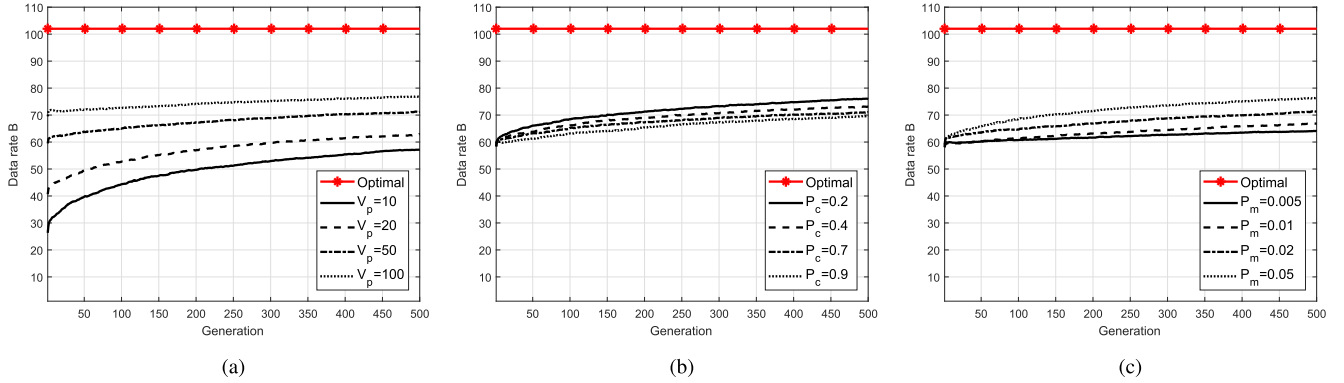 110
100
90
80
70
60
50
40
30
20
10
Data rate B
Optimal
V_p=10
V_p=20
V_p=50
V_p=100
50 100 150 200 250 300 350 400 450 500
Generation
(a)
110
100
90
80
70
60
50
40
30
20
10
Data rate B
Optimal
P_c=0.2
P_c=0.4
P_c=0.7
P_c=0.9
50 100 150 200 250 300 350 400 450 500
Generation
(b)
110
100
90
80
70
60
50
40
30
20
10
Data rate B
Optimal
P_m=0.005
P_m=0.01
P_m=0.02
P_m=0.05
50 100 150 200 250 300 350 400 450 500
Generation
(c)